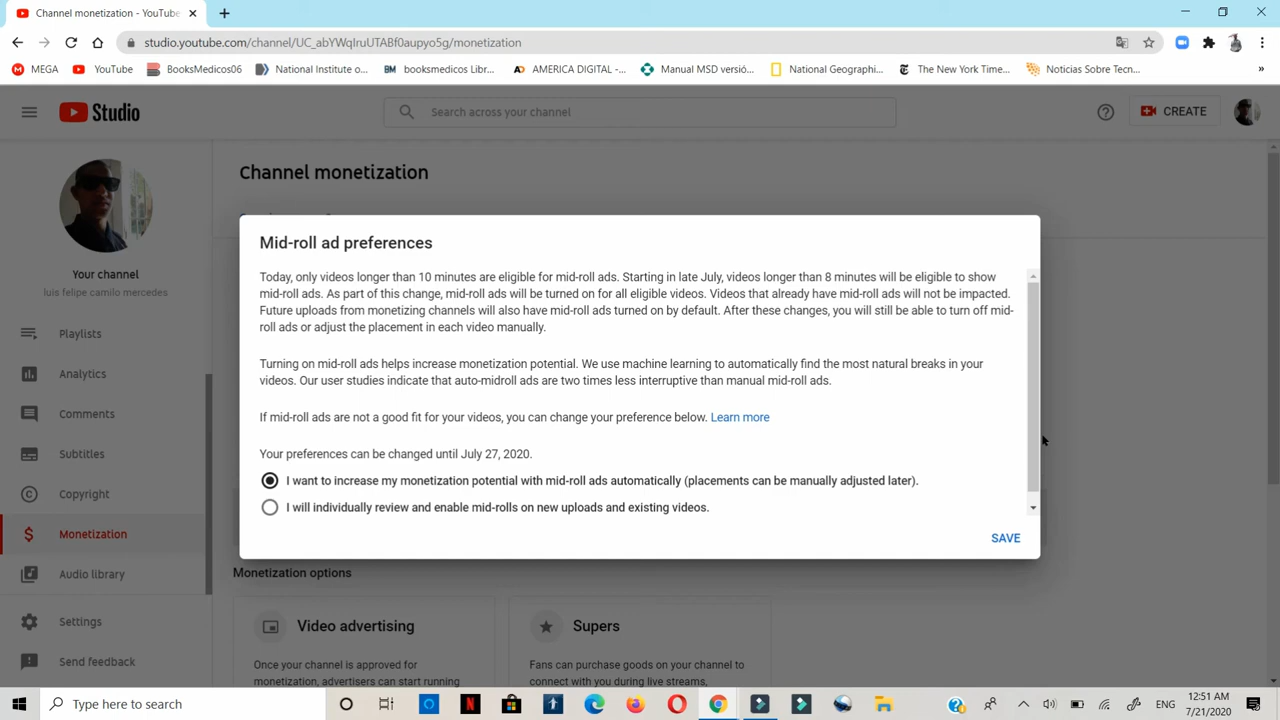 Channel monetization - YouTube
studio.youtube.com/channel/UC_abYWqIruUTABf0aupyo5g/monetization
MEGA YouTube BooksMedicos06 National Institute o... booksmedicos Libr... AMERICA DIGITAL -... Manual MSD versió... National Geographi... The New York Time... Noticias Sobre Tecn... »
Studio Search across your channel CREATE
Channel monetization
Your channel
luis felipe camilo mercedes
Playlists
Analytics
Comments
Subtitles
Copyright
Monetization
Audio library
Settings
Send feedback
Mid-roll ad preferences
Today, only videos longer than 10 minutes are eligible for mid-roll ads. Starting in late July, videos longer than 8 minutes will be eligible to show
mid-roll ads. As part of this change, mid-roll ads will be turned on for all eligible videos. Videos that already have mid-roll ads will not be impacted.
Future uploads from monetizing channels will also have mid-roll ads turned on by default. After these changes, you will still be able to turn off mid-
roll ads or adjust the placement in each video manually.
Turning on mid-roll ads helps increase monetization potential. We use machine learning to automatically find the most natural breaks in your
videos. Our user studies indicate that auto-midroll ads are two times less interruptive than manual mid-roll ads.
If mid-roll ads are not a good fit for your videos, you can change your preference below. Learn more
Your preferences can be changed until July 27, 2020.
I want to increase my monetization potential with mid-roll ads automatically (placements can be manually adjusted later).
I will individually review and enable mid-rolls on new uploads and existing videos.
SAVE
Monetization options
Video advertising
Once your channel is approved for
monetization, advertisers can start running
Supers
Fans can purchase goods on your channel to
connect with you during live streams,
Type here to search
ENG
12:51 AM
7/21/2020